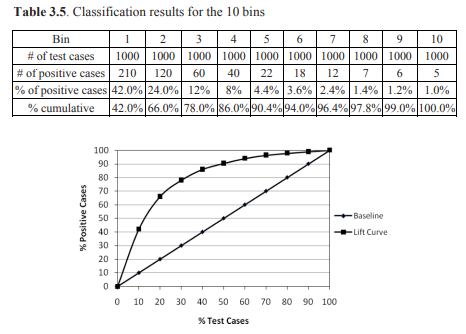 Table 3.5. Classification results for the 10 bins
Bin 1 2 3 4 5 6 7 8 9 10
# of test cases 1000 1000 1000 1000 1000 1000 1000 1000 1000 1000
# of positive cases 210 120 60 40 22 18 12 7 6 5
% of positive cases 42.0% 24.0% 12% 8% 4.4% 3.6% 2.4% 1.4% 1.2% 1.0%
% cumulative 42.0% 66.0% 78.0% 86.0% 90.4% 94.0% 96.4% 97.8% 99.0% 100.0%
% Positive Cases
100
90
80
70
60
50
40
30
20
10
0
Baseline
Lift Curve
0 10 20 30 40 50 60 70 80 90 100
% Test Cases